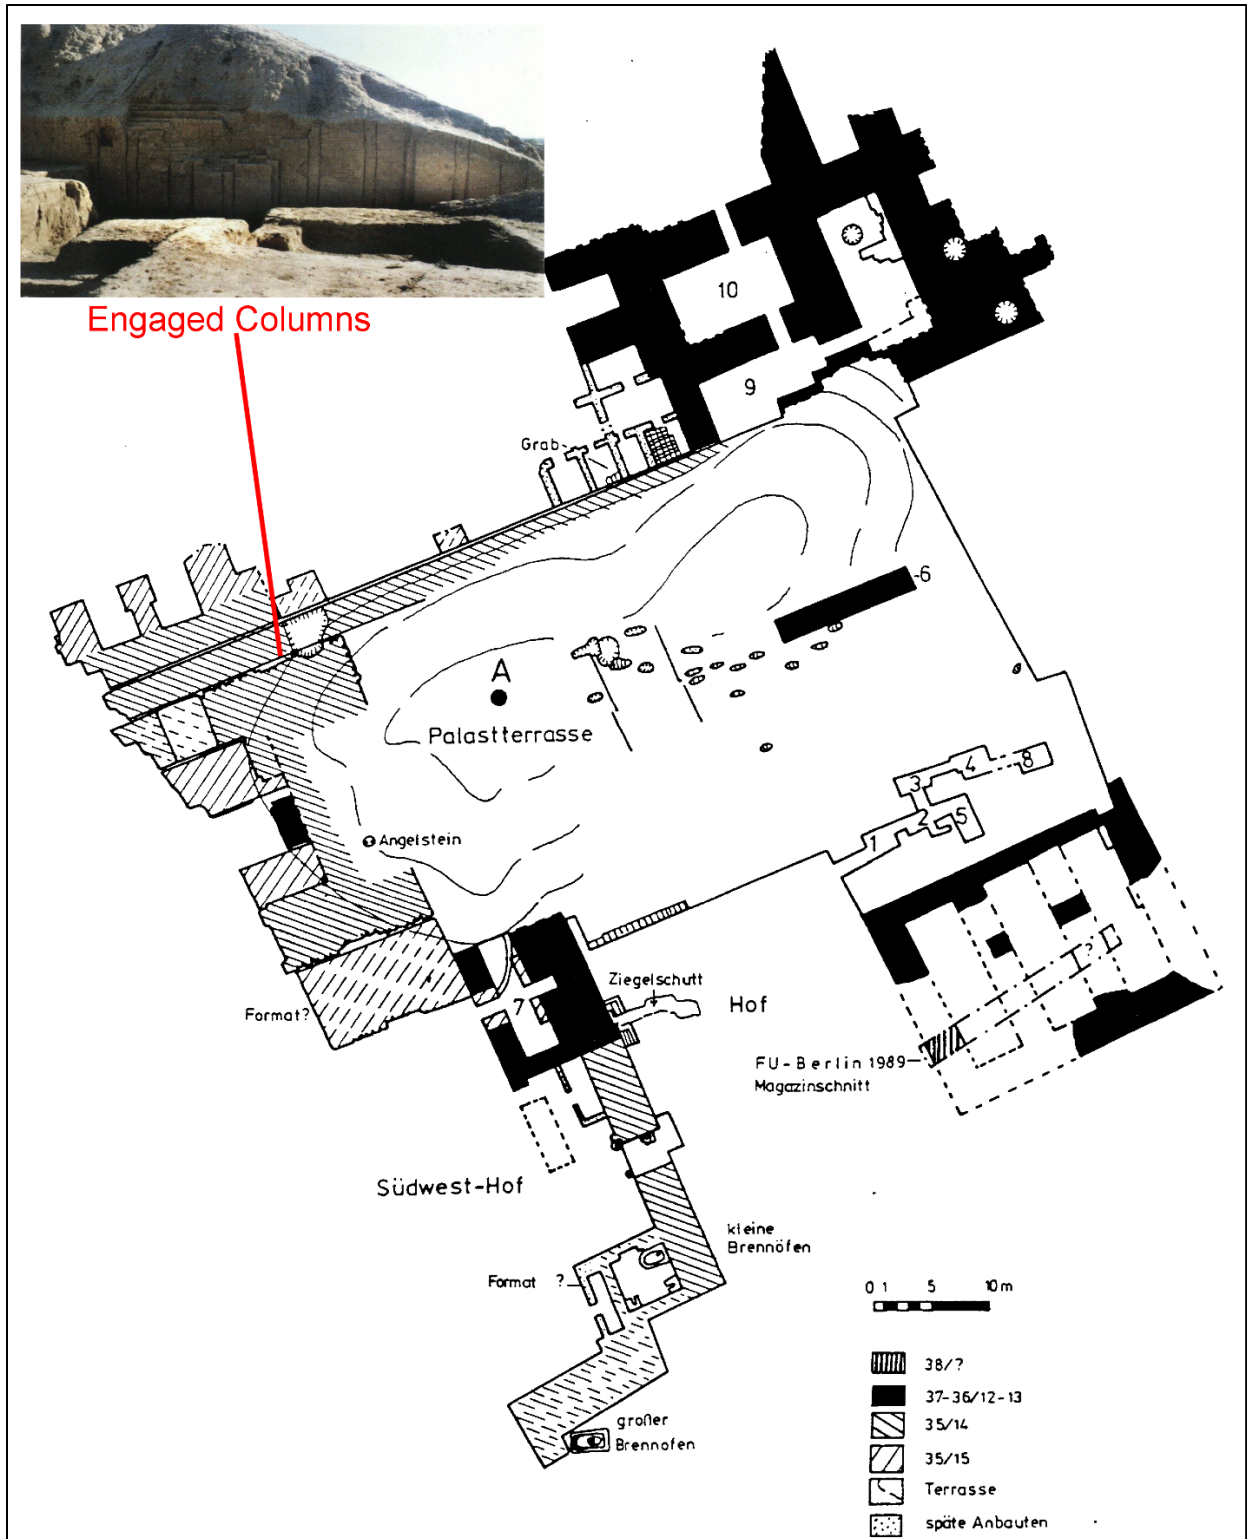 Engaged Columns
10
9
Grab
6
A
Palastterrasse
8
4
3
2
5
1
Angelstein
Ziegelschutt
7
Hof
Format?
?
FU-Berlin 1989
Magazinschnitt
Südwest-Hof
kleine
Brennöfen
Format ?
0 1 5 10 m
38/?
37-36/12-13
35/14
großer
Brennofen
35/15
Terrasse
späte Anbauten